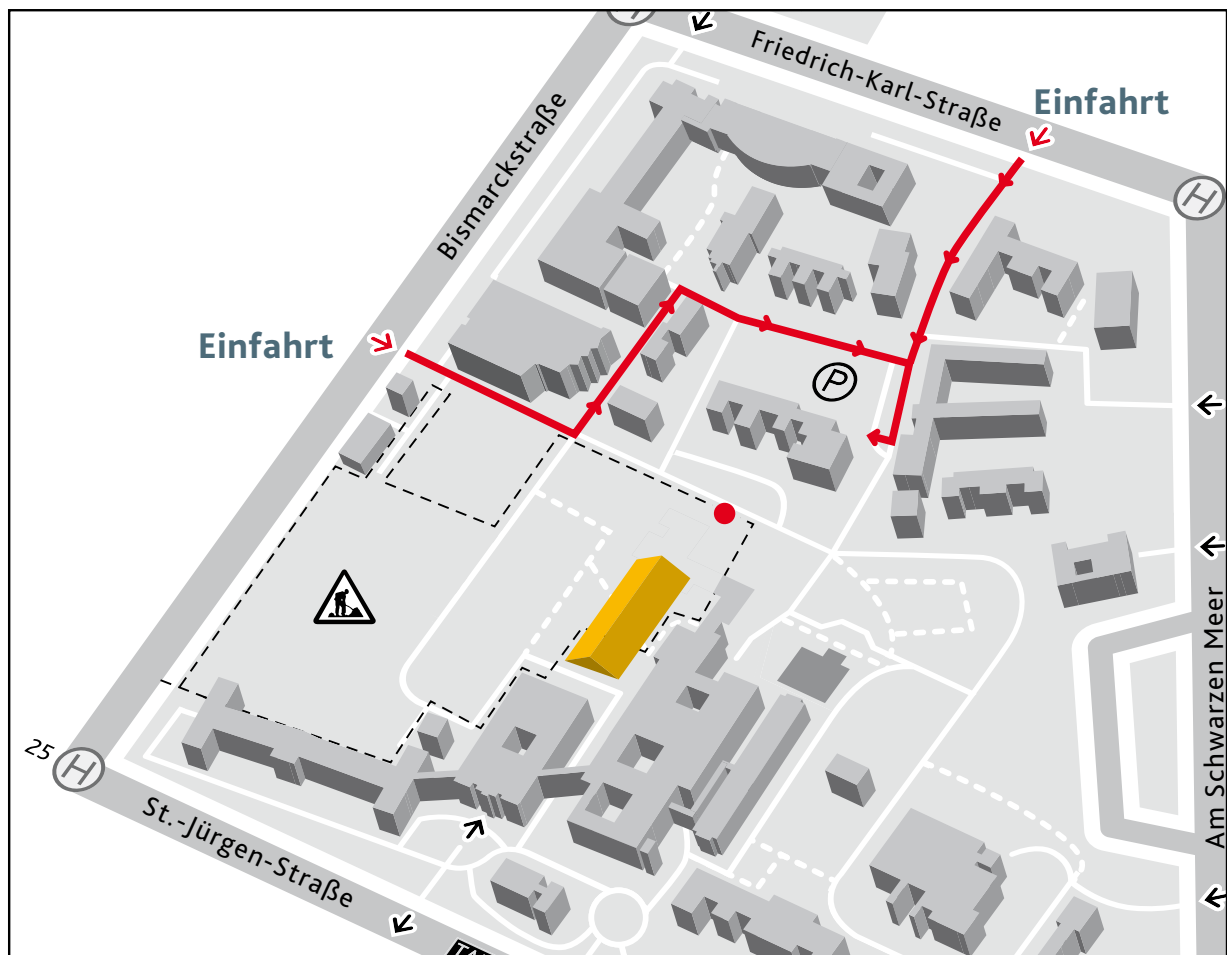 H
Friedrich-Karl-Straße
Einfahrt
Bismarckstraße
H
Einfahrt
P
Am Schwarzen Meer
25
H
St.-Jürgen-Straße